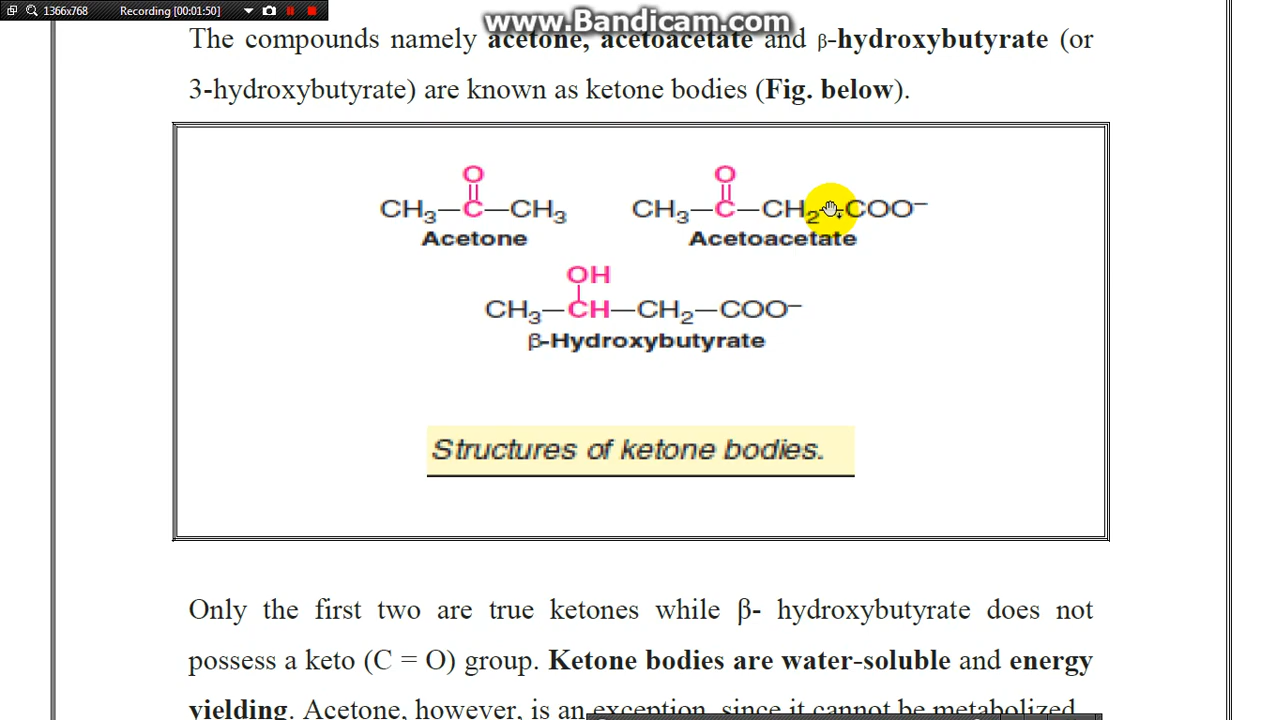 1366x768 Recording [00:01:50]
www.Bandicam.com
The compounds namely acetone, acetoacetate and β-hydroxybutyrate (or
3-hydroxybutyrate) are known as ketone bodies (Fig. below).
O O
CH₃—C—CH₃ CH₃—C—CH₂—COO⁻
Acetone Acetoacetate
OH
CH₃—CH—CH₂—COO⁻
β-Hydroxybutyrate
Structures of ketone bodies.
Only the first two are true ketones while β- hydroxybutyrate does not
possess a keto (C = O) group. Ketone bodies are water-soluble and energy
yielding. Acetone, however, is an exception, since it cannot be metabolized.